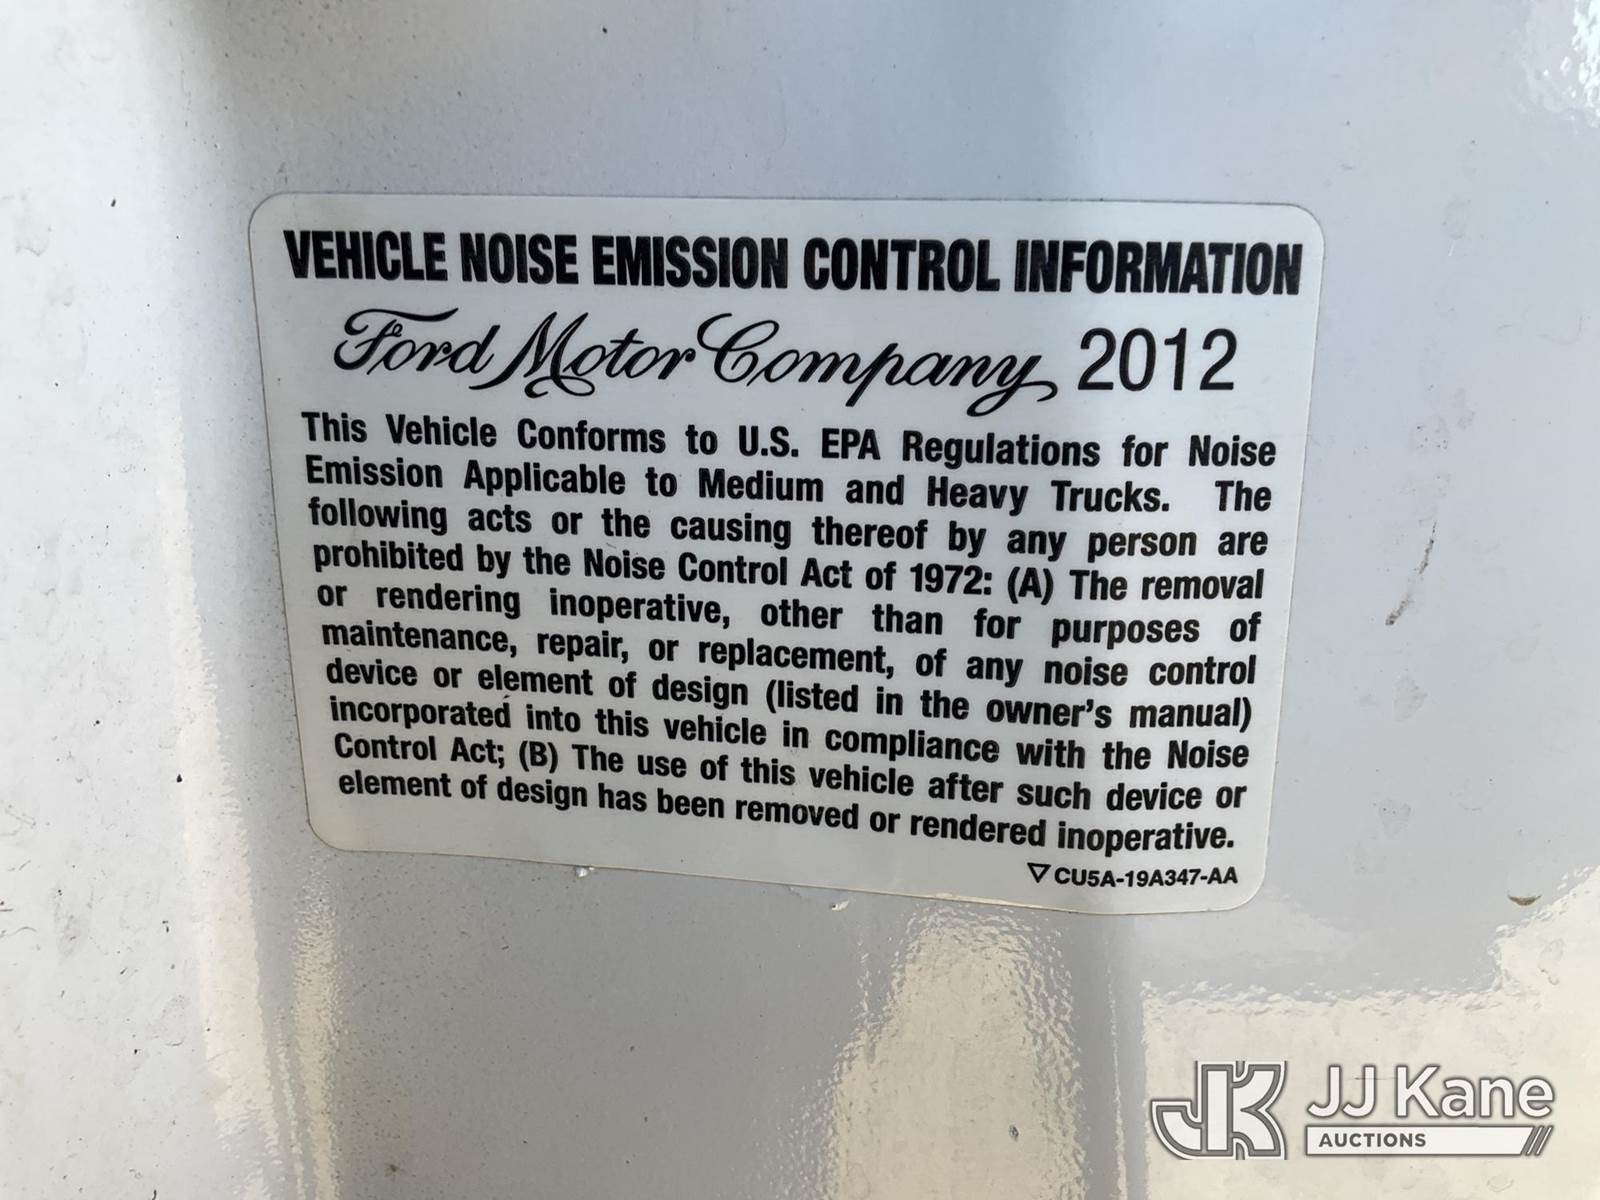 VEHICLE NOISE EMISSION CONTROL INFORMATION
Ford Motor Company 2012
This Vehicle Conforms to U.S. EPA Regulations for Noise
Emission Applicable to Medium and Heavy Trucks. The
following acts or the causing thereof by any person are
prohibited by the Noise Control Act of 1972: (A) The removal
or rendering inoperative, other than for purposes of
maintenance, repair, or replacement, of any noise control
device or element of design (listed in the owner's manual)
incorporated into this vehicle in compliance with the Noise
Control Act; (B) The use of this vehicle after such device or
element of design has been removed or rendered inoperative.
▽ CU5A-19A347-AA
JK JJ Kane
AUCTIONS